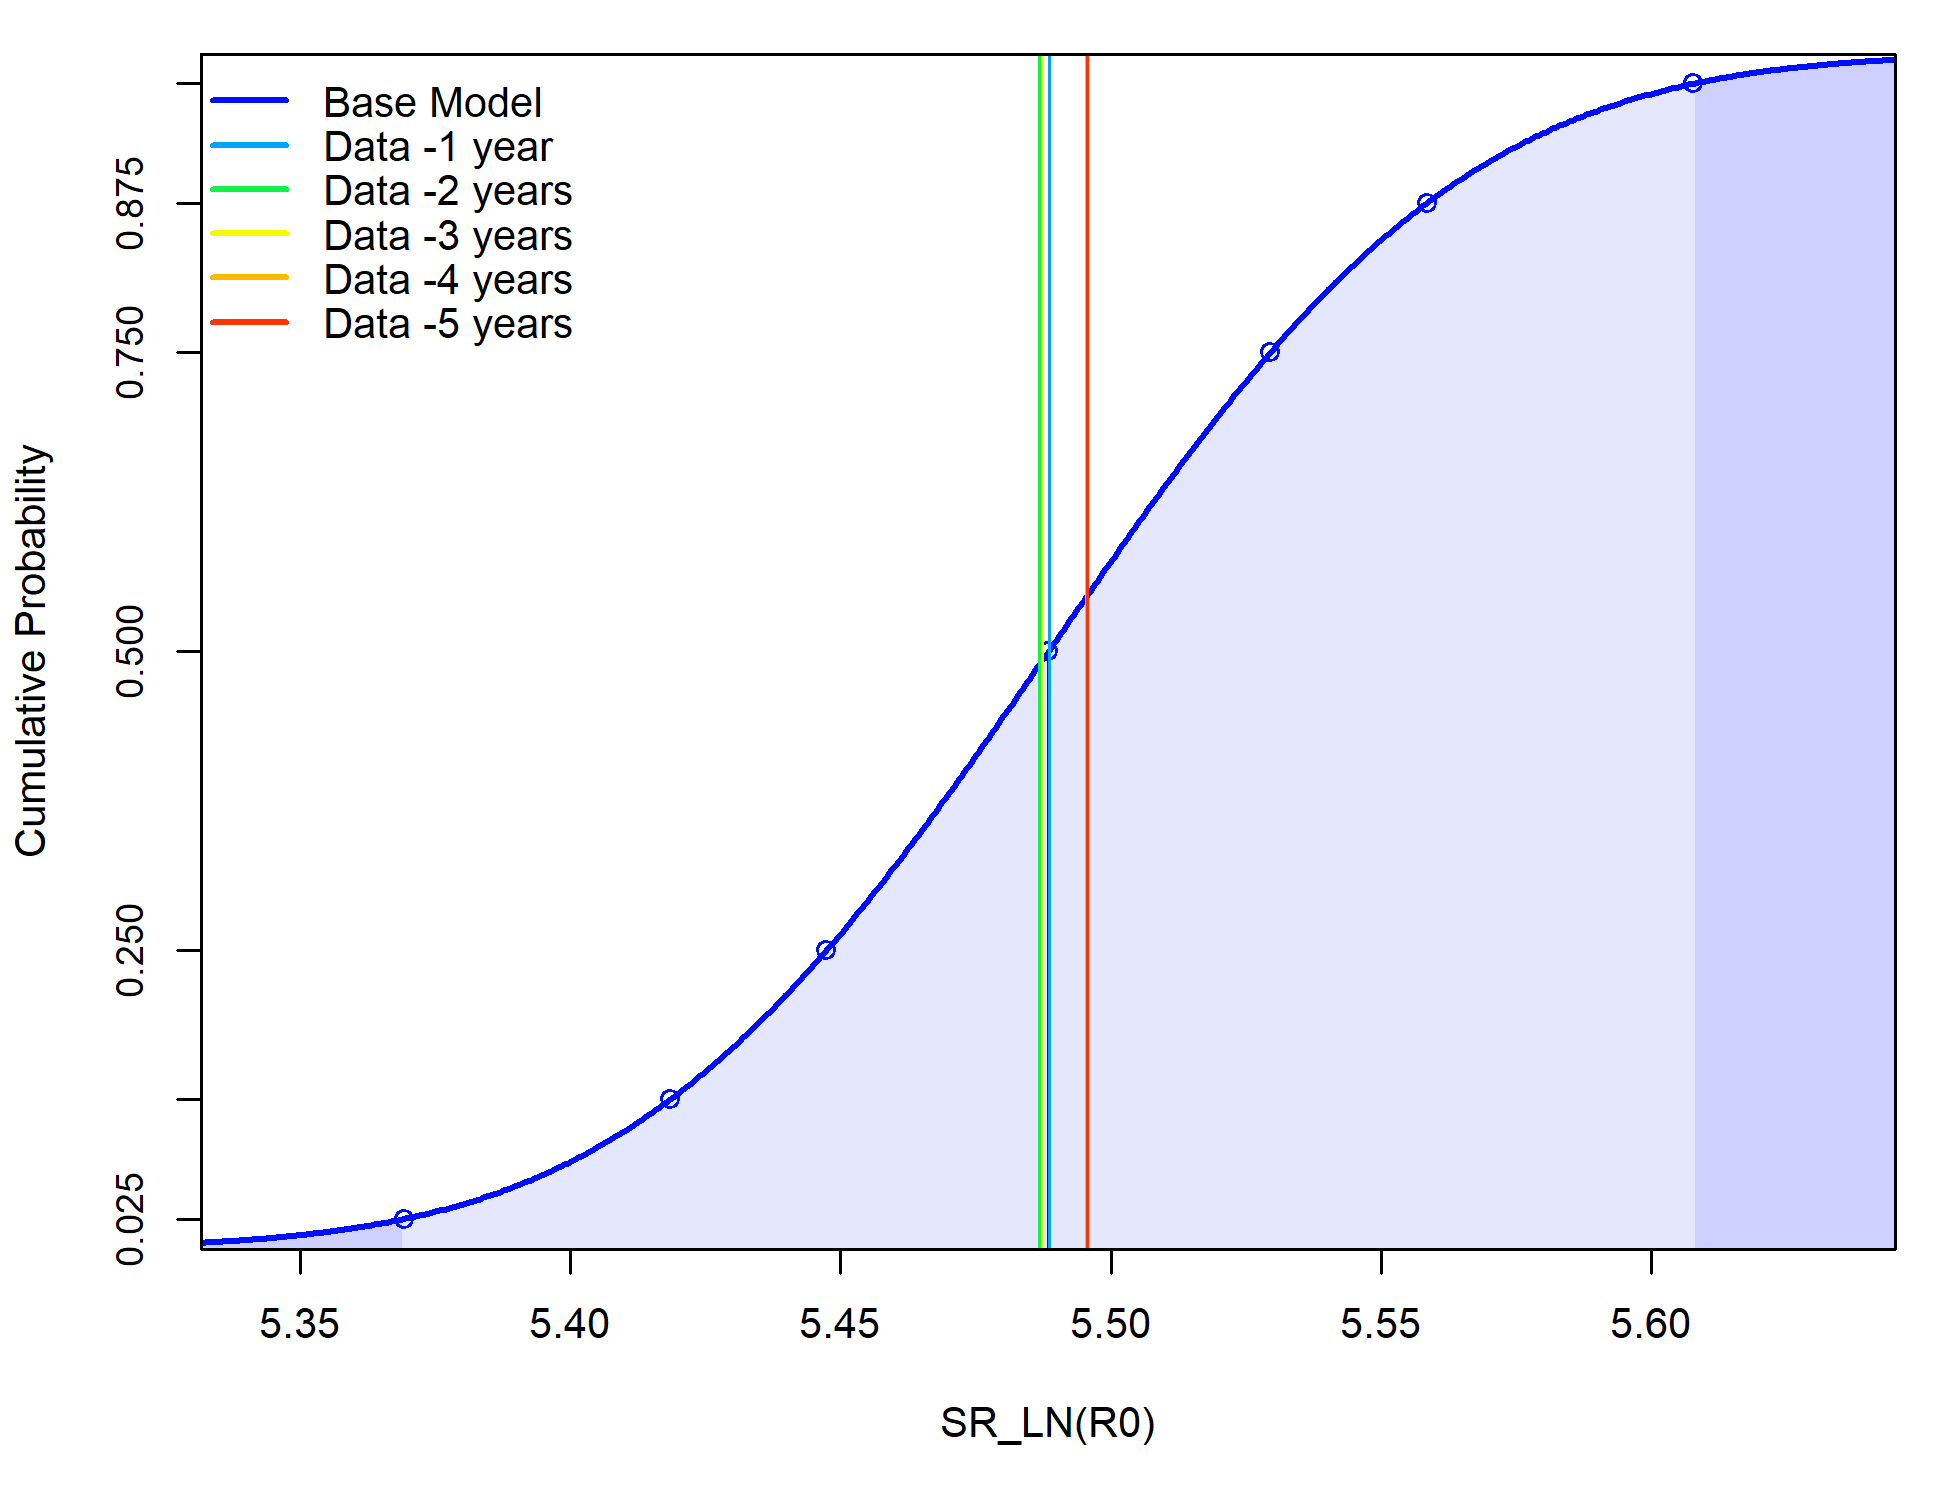 Base Model
Data -1 year
Data -2 years
Data -3 years
Data -4 years
Data -5 years
Cumulative Probability
0.875
0.750
0.500
0.250
0.025
5.35 5.40 5.45 5.50 5.55 5.60
SR_LN(R0)